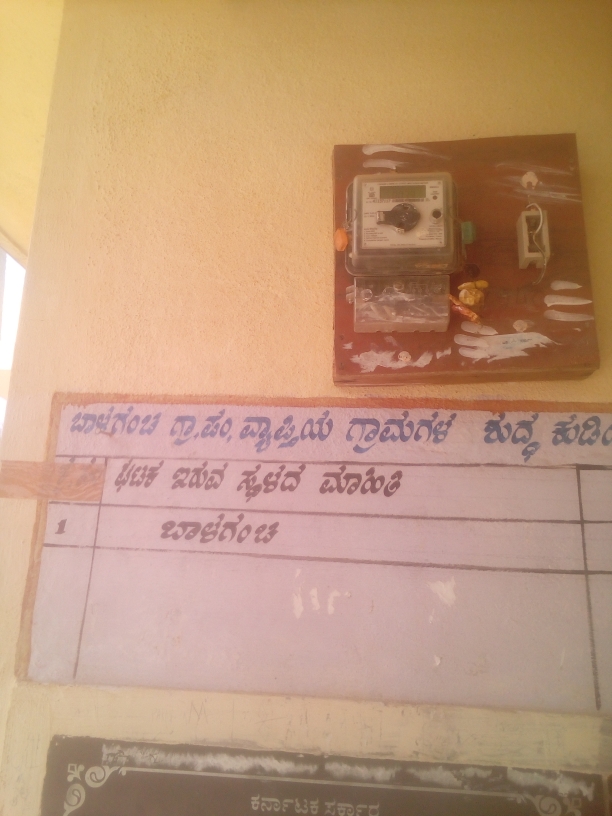 ಬಾಳಗಂಚಿ ಗ್ರಾ.ಪಂ, ವ್ಯಾಪ್ತಿಯ ಗ್ರಾಮಗಳ ಶುದ್ಧ ಕುಡಿಯ
ಘಟಕ ಇರುವ ಸ್ಥಳದ ಮಾಹಿತಿ
1 ಬಾಳಗಂಚಿ
ಕರ್ನಾಟಕ ಸರ್ಕಾರ